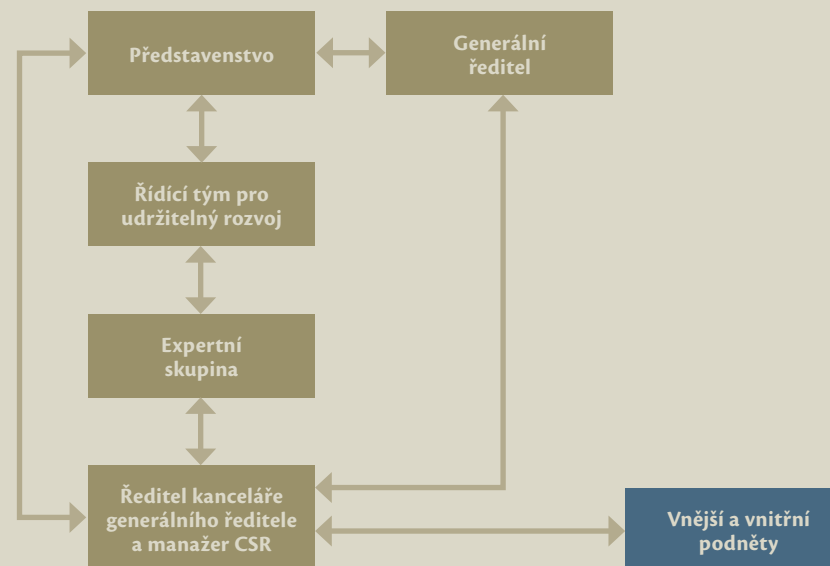 Představenstvo
Generální
ředitel
Řídící tým pro
udržitelný rozvoj
Expertní
skupina
Ředitel kanceláře
generálního ředitele
a manažer CSR
Vnější a vnitřní
podněty